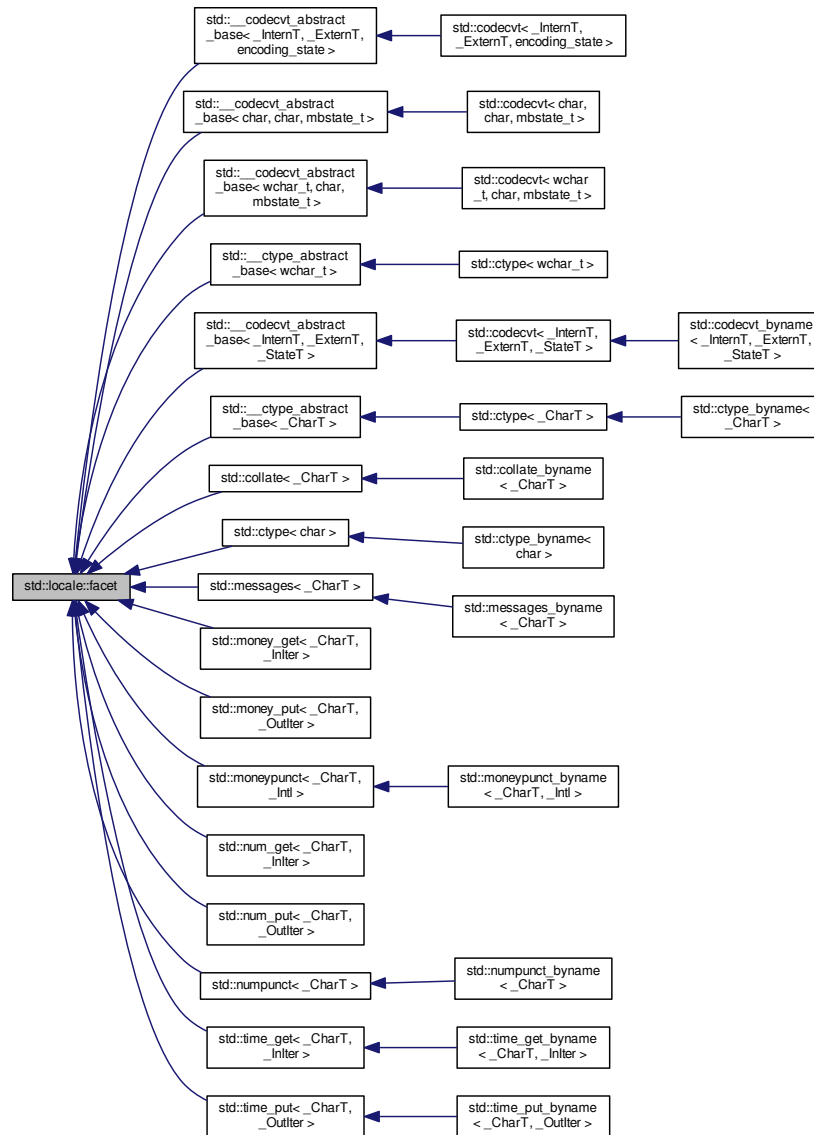 std::__codecvt_abstract
_base< _InternT, _ExternT,
encoding_state >
std::codecvt< _InternT,
_ExternT, encoding_state >
std::__codecvt_abstract
_base< char, char, mbstate_t >
std::codecvt< char,
char, mbstate_t >
std::__codecvt_abstract
_base< wchar_t, char,
mbstate_t >
std::codecvt< wchar
_t, char, mbstate_t >
std::__ctype_abstract
_base< wchar_t >
std::ctype< wchar_t >
std::__codecvt_abstract
_base< _InternT, _ExternT,
_StateT >
std::codecvt< _InternT,
_ExternT, _StateT >
std::codecvt_byname
< _InternT, _ExternT,
_StateT >
std::__ctype_abstract
_base< _CharT >
std::ctype< _CharT >
std::ctype_byname<
_CharT >
std::collate< _CharT >
std::collate_byname
< _CharT >
std::ctype< char >
std::ctype_byname<
char >
std::locale::facet
std::messages< _CharT >
std::messages_byname
< _CharT >
std::money_get< _CharT,
_InIter >
std::money_put< _CharT,
_OutIter >
std::moneypunct< _CharT,
_Intl >
std::moneypunct_byname
< _CharT, _Intl >
std::num_get< _CharT,
_InIter >
std::num_put< _CharT,
_OutIter >
std::numpunct< _CharT >
std::numpunct_byname
< _CharT >
std::time_get< _CharT,
_InIter >
std::time_get_byname
< _CharT, _InIter >
std::time_put< _CharT,
_OutIter >
std::time_put_byname
< _CharT, _OutIter >